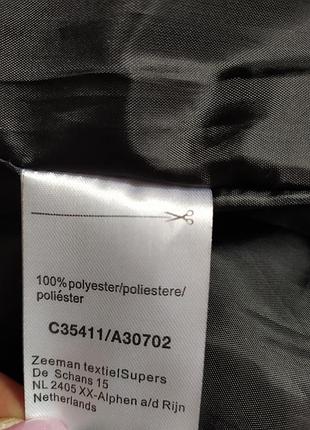 100%polyester/poliestere/
poliéster
C35411/A30702
Zeeman textielSupers
De Schans 15
NL 2405 XX-Alphen a/d Rijn
Netherlands